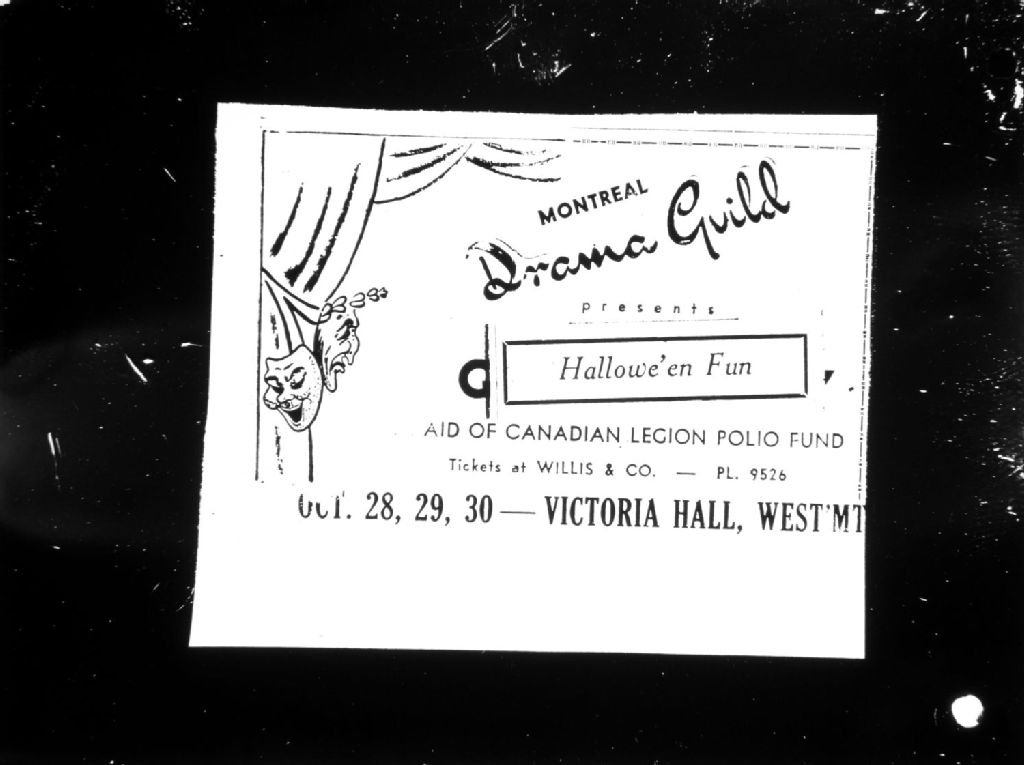 MONTREAL
Drama Guild
presents
Hallowe'en Fun
AID OF CANADIAN LEGION POLIO FUND
Tickets at WILLIS & CO. — PL. 9526
OCT. 28, 29, 30 — VICTORIA HALL, WEST'MT